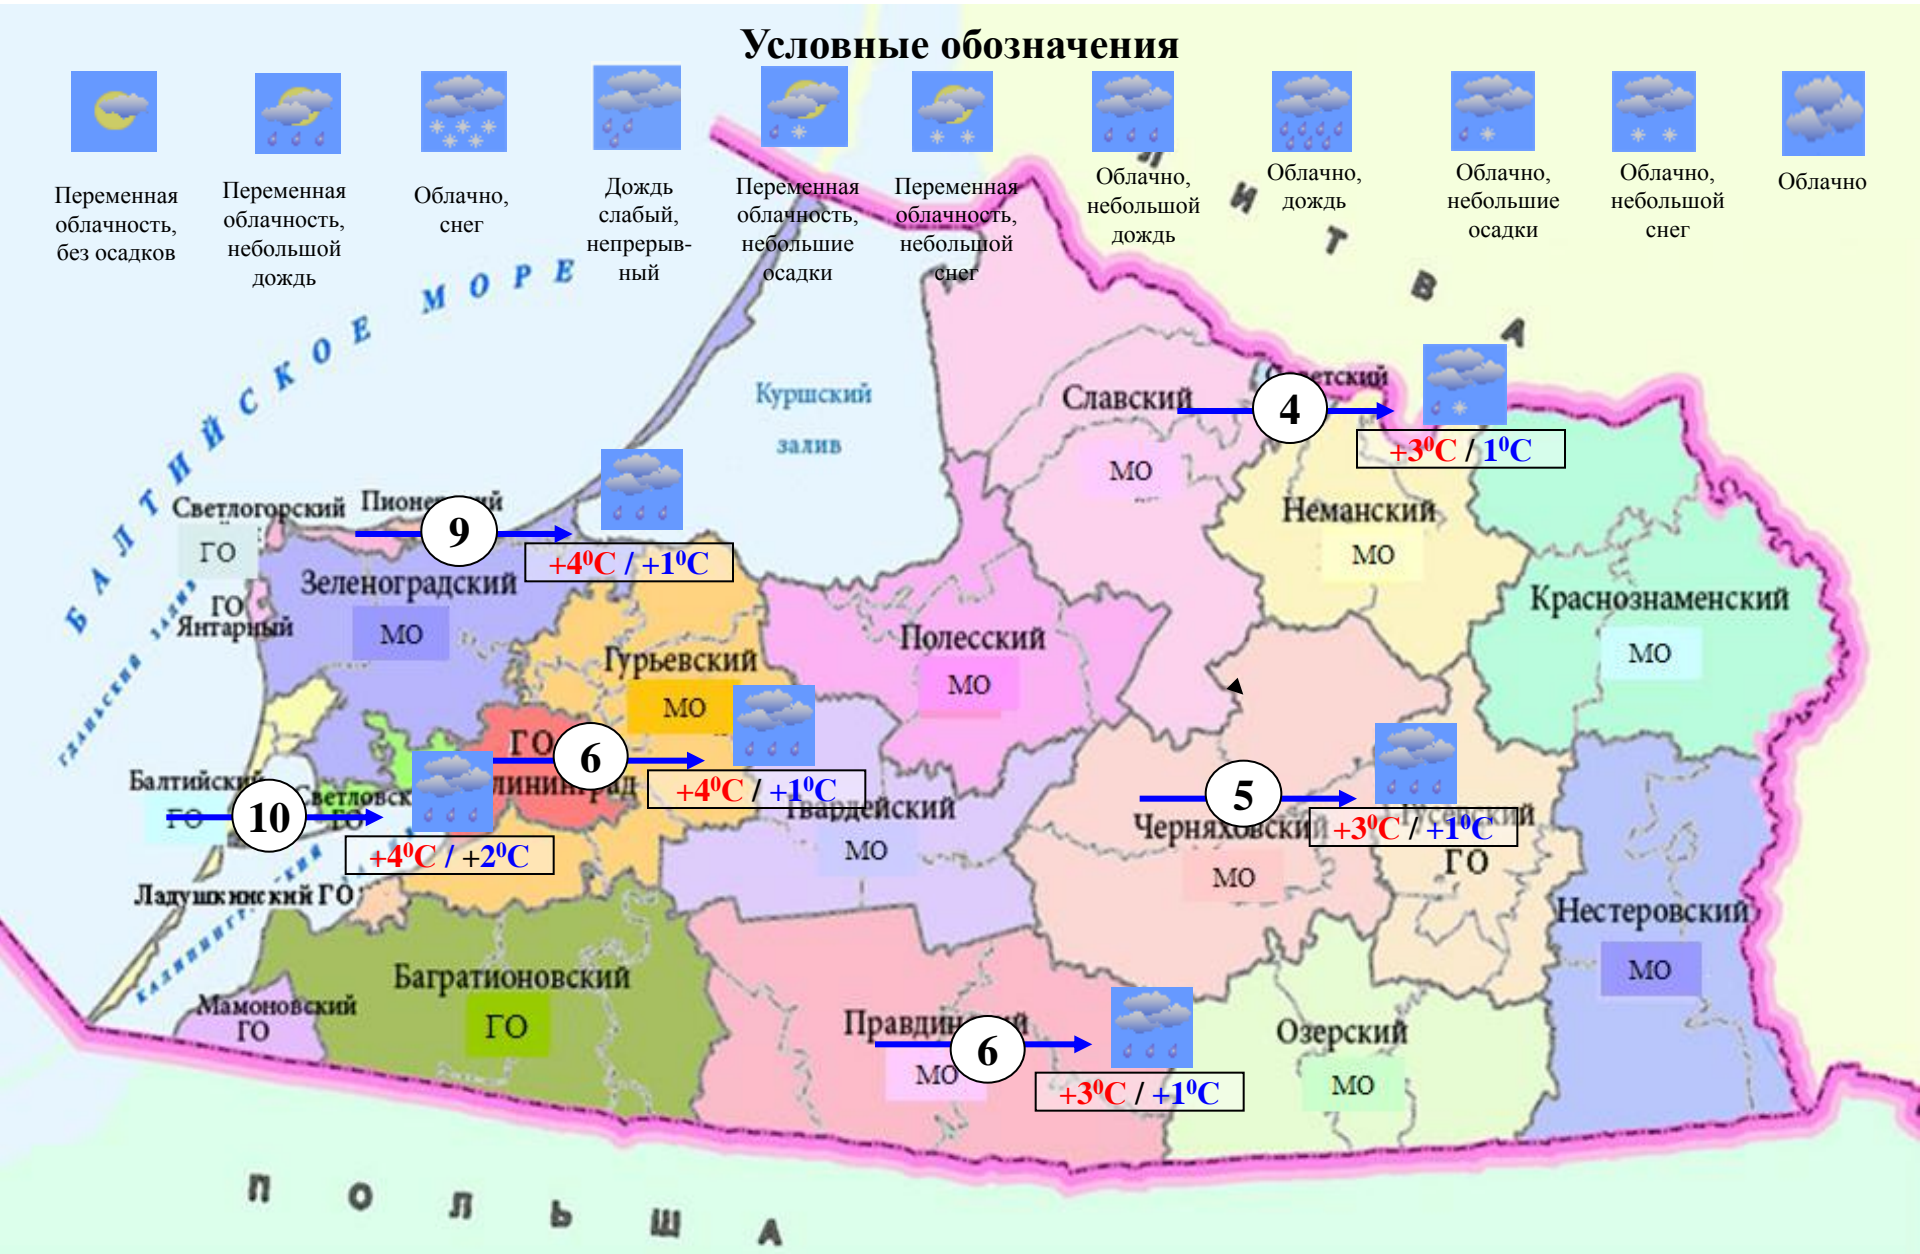 Условные обозначения
Переменная
облачность,
без осадков
Переменная
облачность,
небольшой
дождь
Облачно,
снег
Дождь
слабый,
непрерыв-
ный
Переменная
облачность,
небольшие
осадки
Переменная
облачность,
небольшой
снег
Облачно,
небольшой
дождь
Облачно,
дождь
Облачно,
небольшие
осадки
Облачно,
небольшой
снег
Облачно
ЛИТВА
БАЛТИЙСКОЕ МОРЕ
Куршский
залив
Славский
МО
4
+3⁰С / 1⁰С
Неманский
МО
Светлогорский
ГО
9
+4⁰С / +1⁰С
Зеленоградский
МО
ГО
Янтарный
Краснознаменский
МО
Полесский
МО
Гурьевский
МО
ГО
6
+4⁰С / +1⁰С
Балтийский
ГО
10
+4⁰С / +2⁰С
ГО
МО
5
Черняховский
МО
+3⁰С / +1⁰С
ГО
Ладушкинский ГО
Нестеровский
МО
Багратионовский
ГО
Мамоновский
ГО
МО
6
+3⁰С / +1⁰С
Озерский
МО
ПОЛЬША